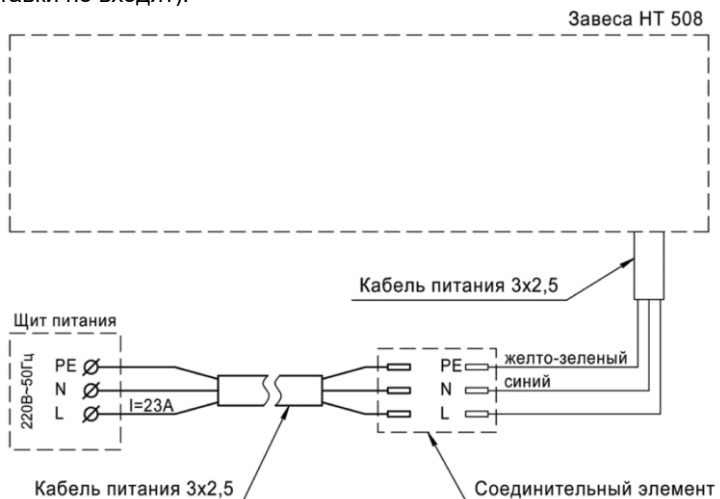 Завеса НТ 508
Кабель питания 3х2,5
Щит питания
220В~50Гц
PE
N
L
I=23А
PE
N
L
желто-зеленый
синий
Кабель питания 3х2,5
Соединительный элемент